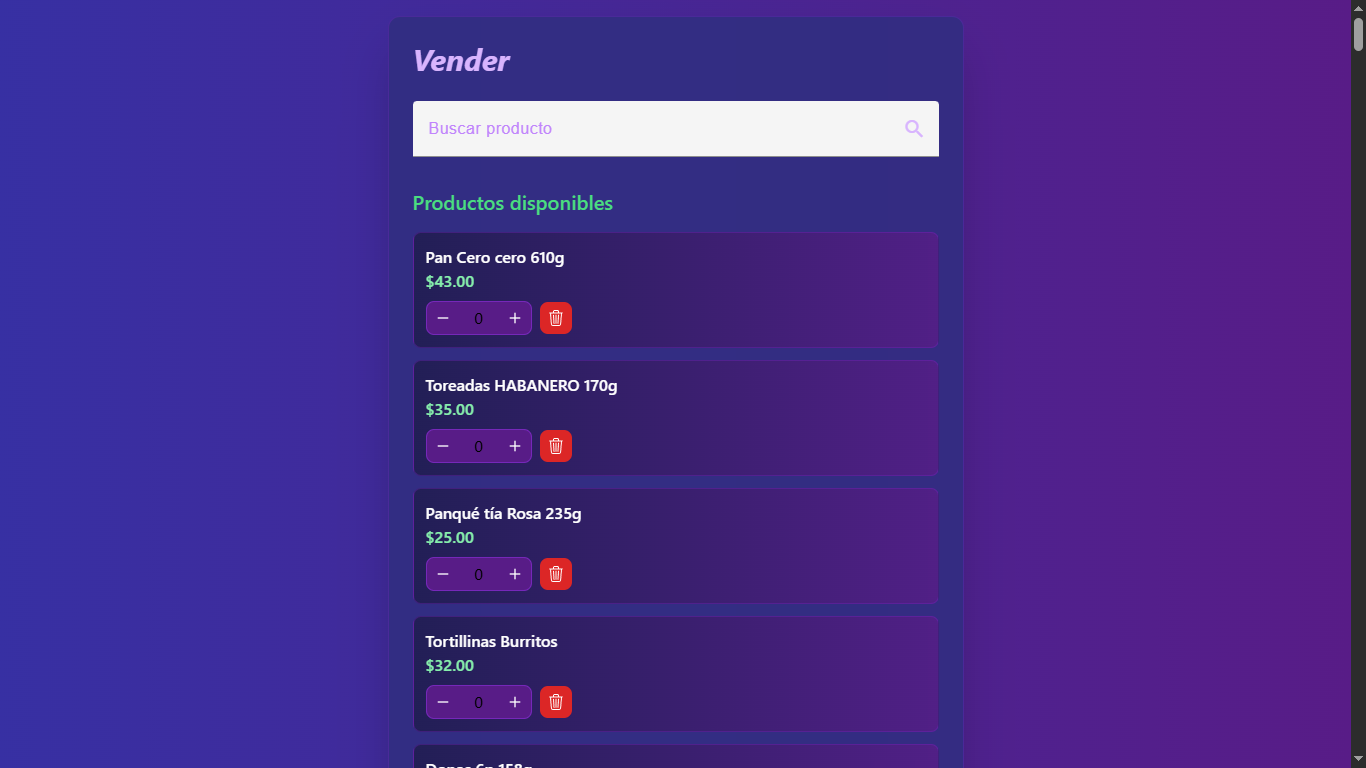 Vender
Buscar producto
Productos disponibles
Pan Cero cero 610g
$43.00
− 0 +
Toreadas HABANERO 170g
$35.00
− 0 +
Panqué tía Rosa 235g
$25.00
− 0 +
Tortillinas Burritos
$32.00
− 0 +